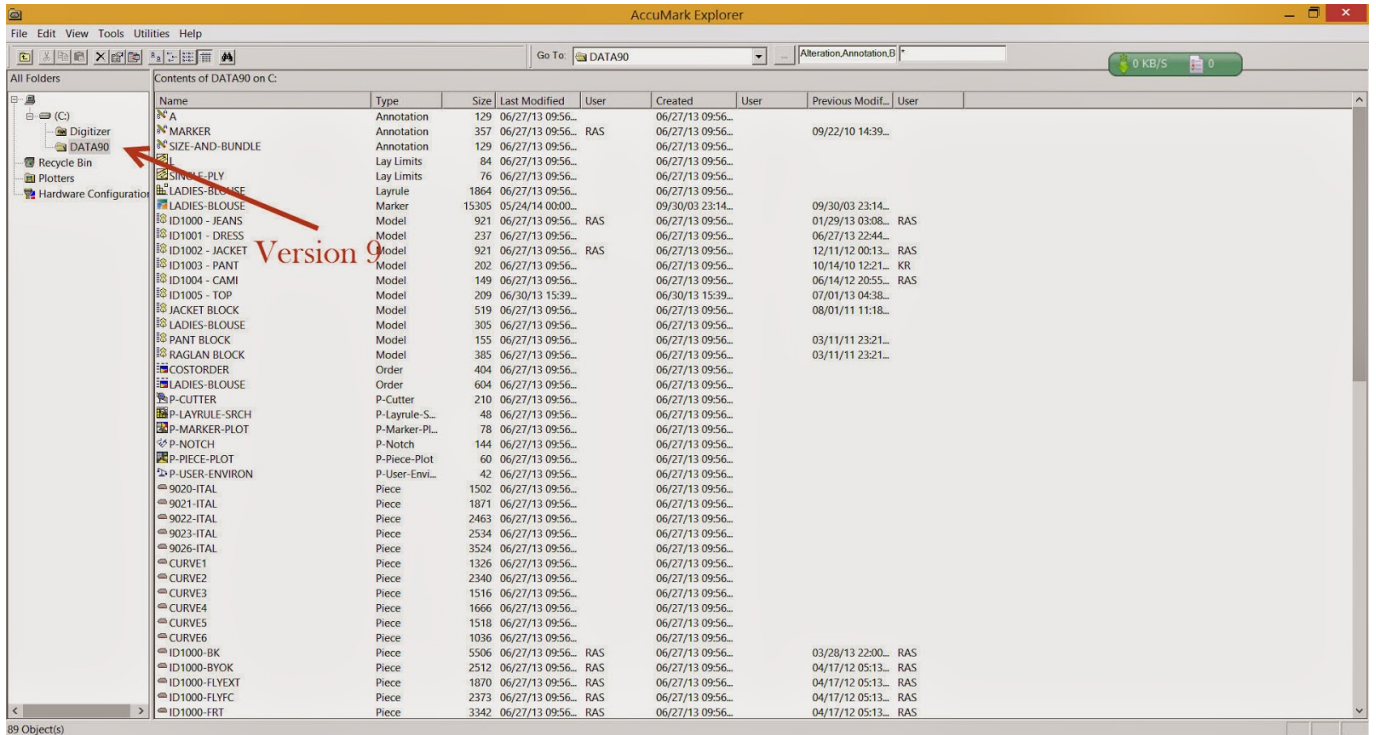 AccuMark Explorer
File Edit View Tools Utilities Help
Go To: DATA90 ... Alteration,Annotation,B *
0 KB/S 0
All Folders Contents of DATA90 on C:
Name Type Size Last Modified User Created User Previous Modif... User
(C:)
Digitizer
DATA90
Recycle Bin
Plotters
Hardware Configuration
Version 9
A Annotation 129 06/27/13 09:56... 06/27/13 09:56...
MARKER Annotation 357 06/27/13 09:56... RAS 06/27/13 09:56... 09/22/10 14:39...
SIZE-AND-BUNDLE Annotation 129 06/27/13 09:56... 06/27/13 09:56...
L Lay Limits 84 06/27/13 09:56... 06/27/13 09:56...
SINGLE-PLY Lay Limits 76 06/27/13 09:56... 06/27/13 09:56...
LADIES-BLOUSE Layrule 1864 06/27/13 09:56... 06/27/13 09:56...
LADIES-BLOUSE Marker 15305 05/24/14 00:00... 09/30/03 23:14... 09/30/03 23:14...
ID1000 - JEANS Model 921 06/27/13 09:56... RAS 06/27/13 09:56... 01/29/13 03:08... RAS
ID1001 - DRESS Model 237 06/27/13 09:56... 06/27/13 09:56... 06/27/13 22:44...
ID1002 - JACKET Model 921 06/27/13 09:56... RAS 06/27/13 09:56... 12/11/12 00:13... RAS
ID1003 - PANT Model 202 06/27/13 09:56... 06/27/13 09:56... 10/14/10 12:21... KR
ID1004 - CAMI Model 149 06/27/13 09:56... 06/27/13 09:56... 06/14/12 20:55... RAS
ID1005 - TOP Model 209 06/30/13 15:39... 06/30/13 15:39... 07/01/13 04:38...
JACKET BLOCK Model 519 06/27/13 09:56... 06/27/13 09:56... 08/01/11 11:18...
LADIES-BLOUSE Model 305 06/27/13 09:56... 06/27/13 09:56...
PANT BLOCK Model 155 06/27/13 09:56... 06/27/13 09:56... 03/11/11 23:21...
RAGLAN BLOCK Model 385 06/27/13 09:56... 06/27/13 09:56... 03/11/11 23:21...
COSTORDER Order 404 06/27/13 09:56... 06/27/13 09:56...
LADIES-BLOUSE Order 604 06/27/13 09:56... 06/27/13 09:56...
P-CUTTER P-Cutter 210 06/27/13 09:56... 06/27/13 09:56...
P-LAYRULE-SRCH P-Layrule-S... 48 06/27/13 09:56... 06/27/13 09:56...
P-MARKER-PLOT P-Marker-Pl... 78 06/27/13 09:56... 06/27/13 09:56...
P-NOTCH P-Notch 144 06/27/13 09:56... 06/27/13 09:56...
P-PIECE-PLOT P-Piece-Plot 60 06/27/13 09:56... 06/27/13 09:56...
P-USER-ENVIRON P-User-Envi... 42 06/27/13 09:56... 06/27/13 09:56...
9020-ITAL Piece 1502 06/27/13 09:56... 06/27/13 09:56...
9021-ITAL Piece 1871 06/27/13 09:56... 06/27/13 09:56...
9022-ITAL Piece 2463 06/27/13 09:56... 06/27/13 09:56...
9023-ITAL Piece 2534 06/27/13 09:56... 06/27/13 09:56...
9026-ITAL Piece 3524 06/27/13 09:56... 06/27/13 09:56...
CURVE1 Piece 1326 06/27/13 09:56... 06/27/13 09:56...
CURVE2 Piece 2340 06/27/13 09:56... 06/27/13 09:56...
CURVE3 Piece 1516 06/27/13 09:56... 06/27/13 09:56...
CURVE4 Piece 1666 06/27/13 09:56... 06/27/13 09:56...
CURVE5 Piece 1518 06/27/13 09:56... 06/27/13 09:56...
CURVE6 Piece 1036 06/27/13 09:56... 06/27/13 09:56...
ID1000-BK Piece 5506 06/27/13 09:56... RAS 06/27/13 09:56... 03/28/13 22:00... RAS
ID1000-BYOK Piece 2512 06/27/13 09:56... RAS 06/27/13 09:56... 04/17/12 05:13... RAS
ID1000-FLYEXT Piece 1870 06/27/13 09:56... RAS 06/27/13 09:56... 04/17/12 05:13... RAS
ID1000-FLYFC Piece 2373 06/27/13 09:56... RAS 06/27/13 09:56... 04/17/12 05:13... RAS
ID1000-FRT Piece 3342 06/27/13 09:56... RAS 06/27/13 09:56... 04/17/12 05:13... RAS
89 Object(s)